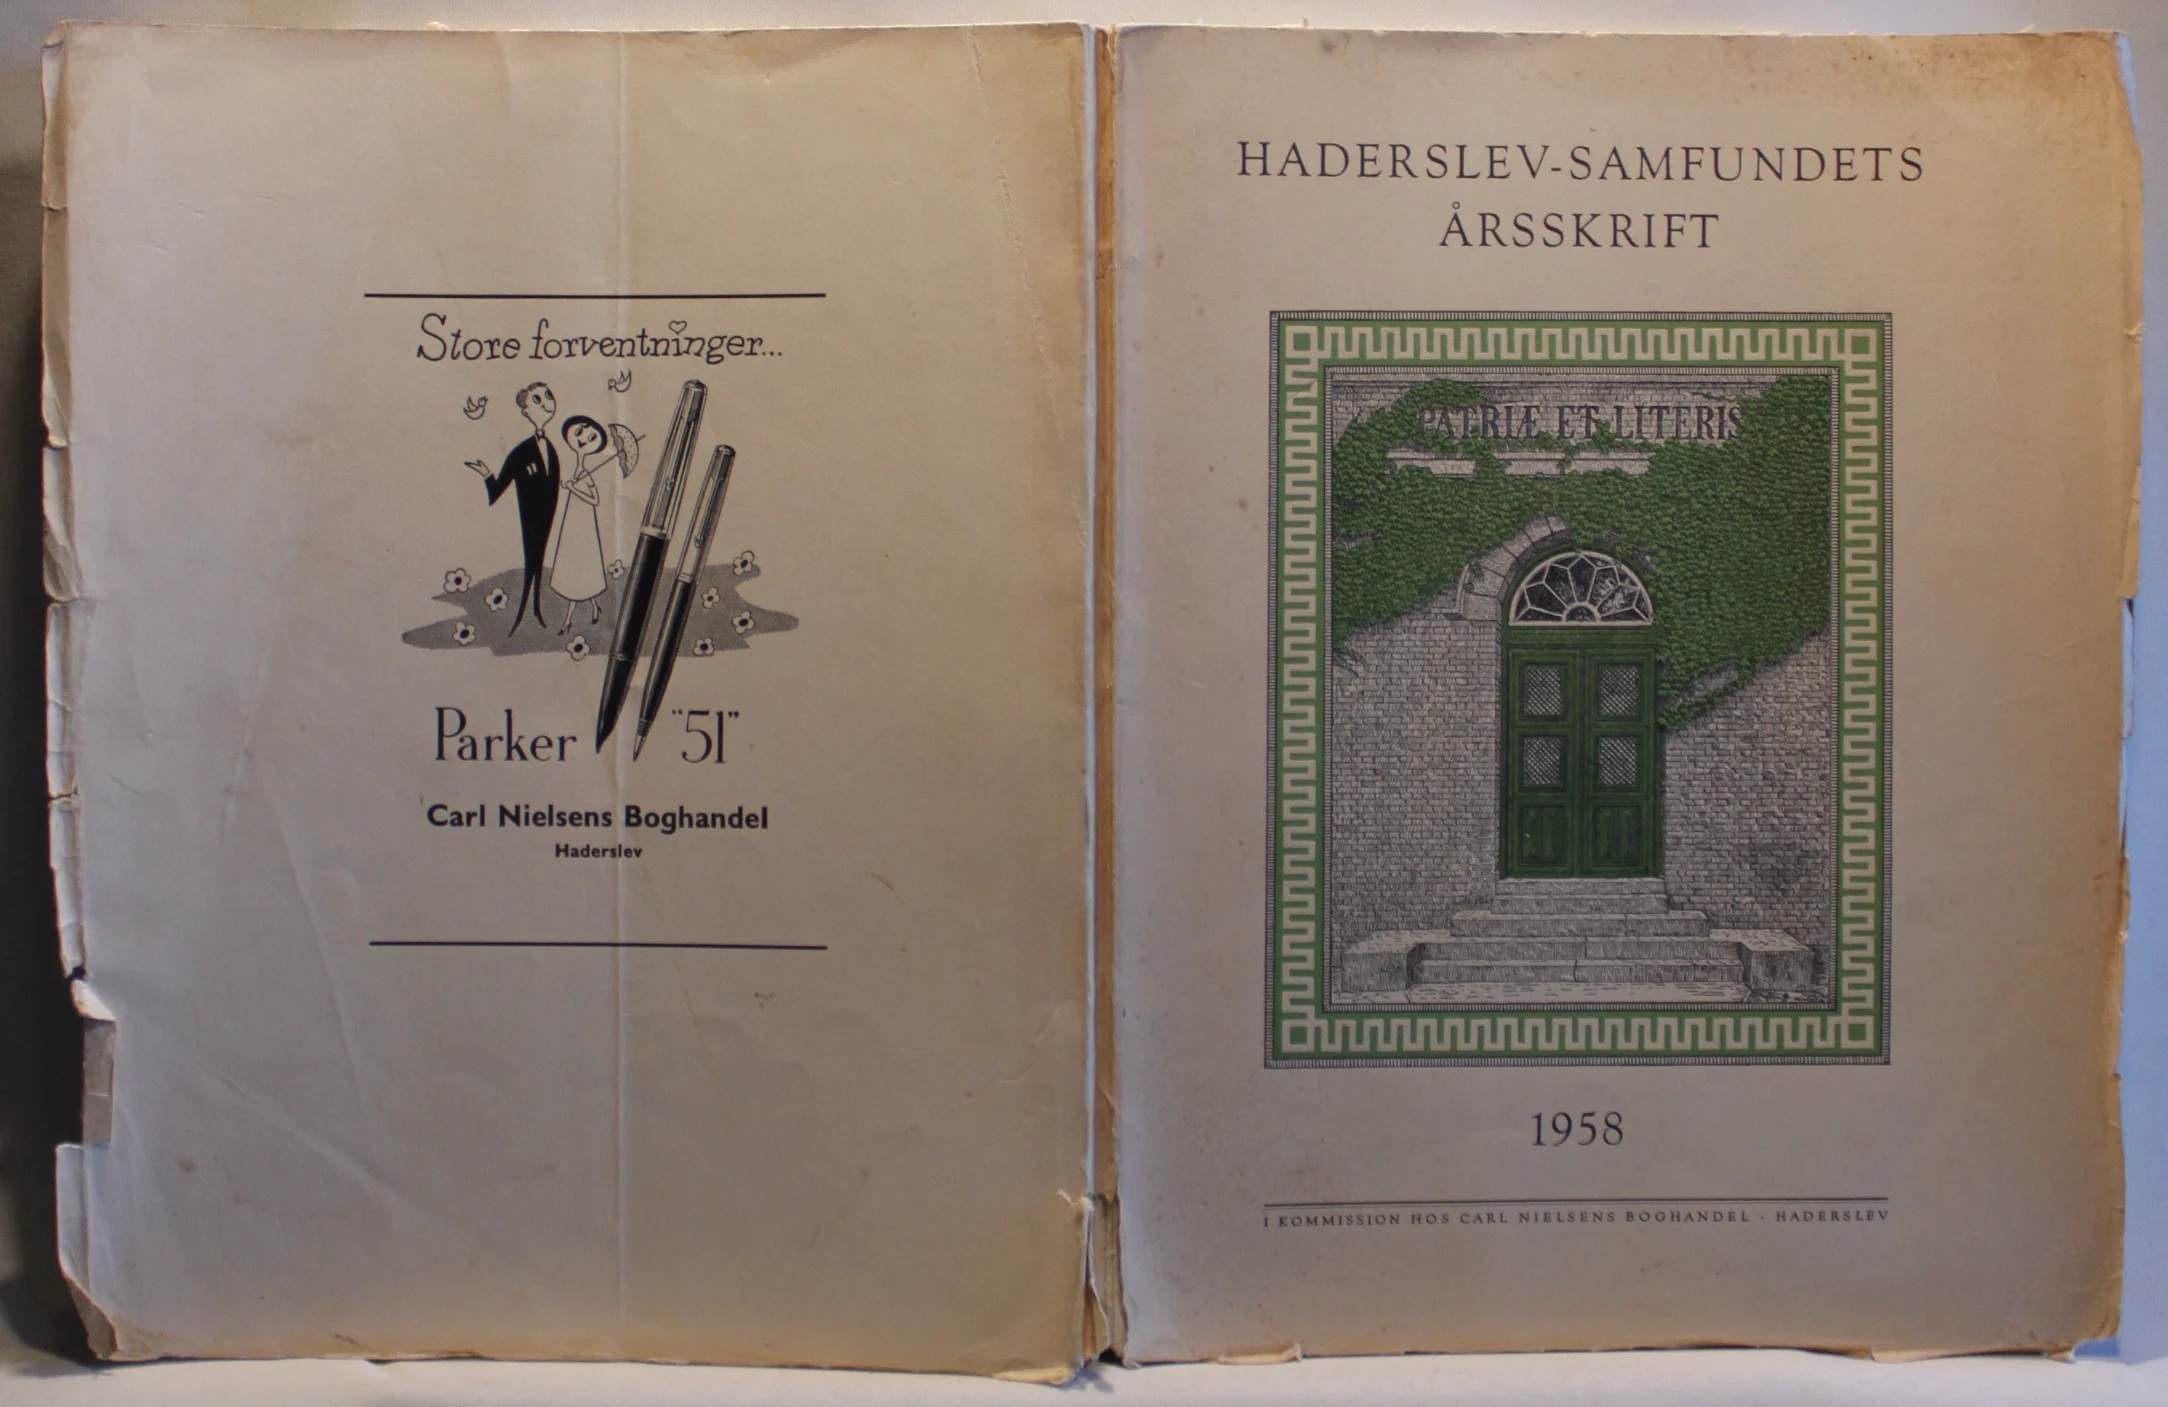 Store forventninger...
Parker "51"
Carl Nielsens Boghandel
Haderslev
HADERSLEV-SAMFUNDETS
ÅRSSKRIFT
PATRIÆ ET LITERIS
1958
I KOMMISSION HOS CARL NIELSENS BOGHANDEL · HADERSLEV